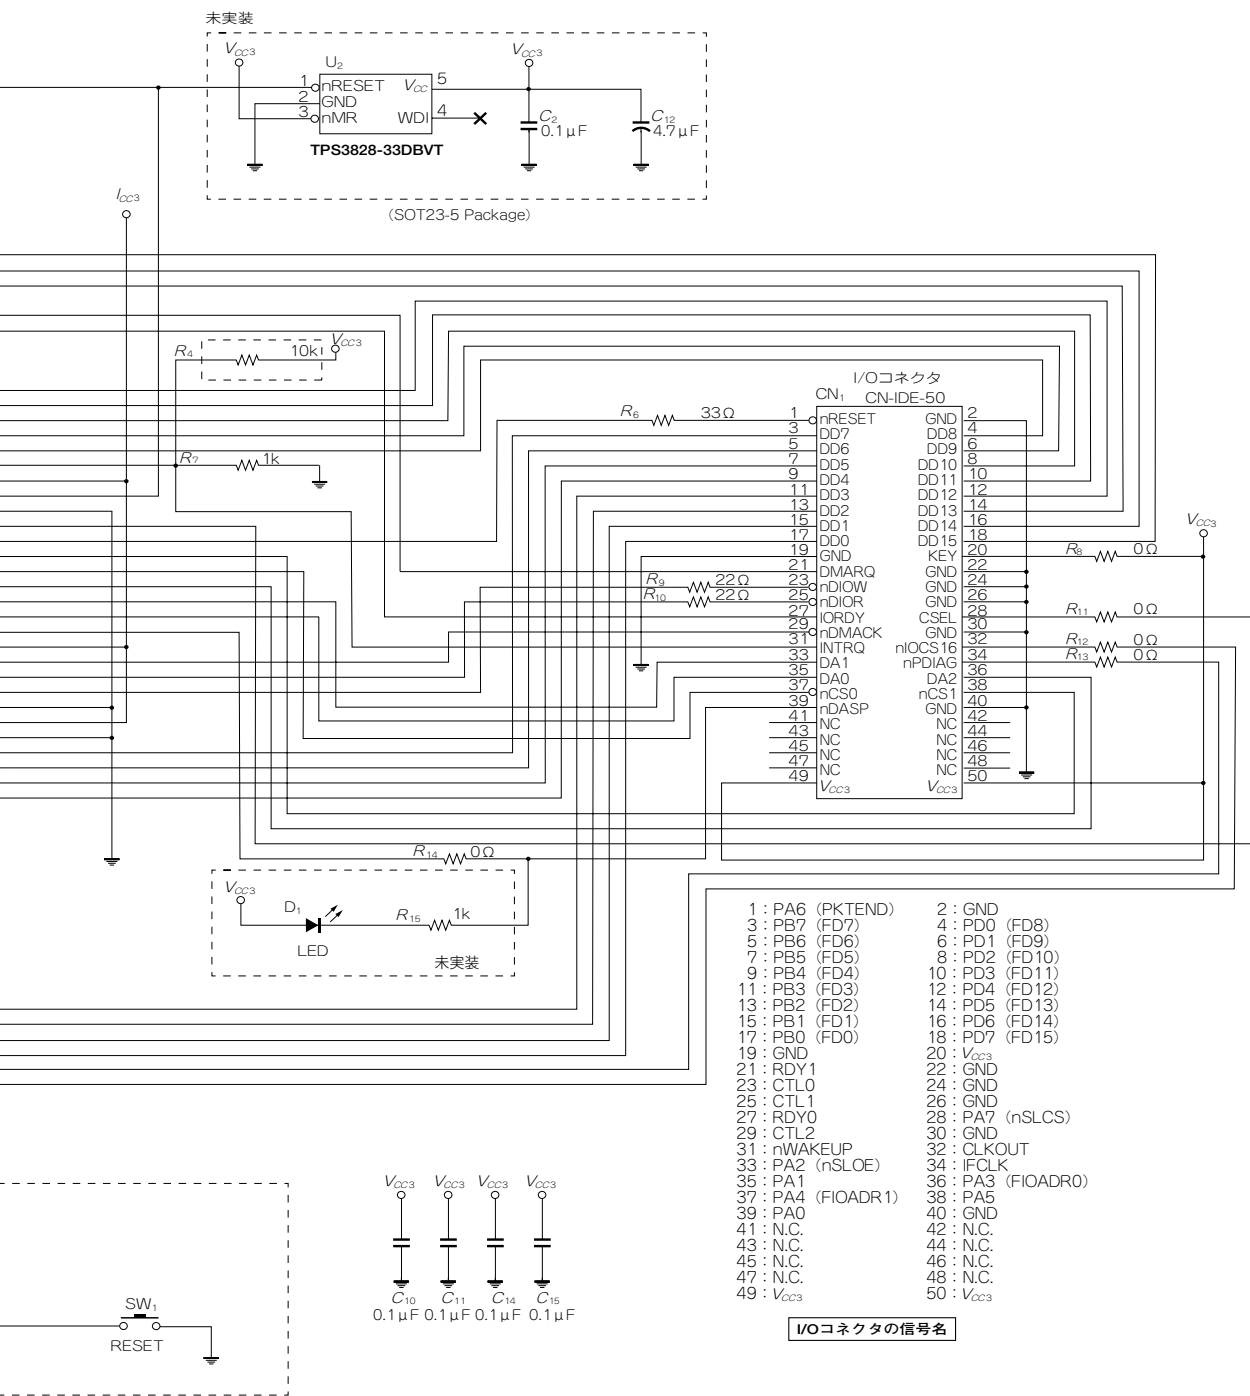 未実装
VCC3
VCC3
U2
1 nRESET VCC 5
2 GND
3 nMR WDI 4
C2
0.1μF
C12
4.7μF
TPS3828-33DBVT
(SOT23-5 Package)
ICC3
R4 10k VCC3
R7 1k
R6 33Ω
I/Oコネクタ
CN1 CN-IDE-50
1 nRESET GND 2
3 DD7 DD8 4
5 DD6 DD9 6
7 DD5 DD10 8
9 DD4 DD11 10
11 DD3 DD12 12
13 DD2 DD13 14
15 DD1 DD14 16
17 DD0 DD15 18
19 GND KEY 20
21 DMARQ GND 22
23 nDIOW GND 24
25 nDIOR GND 26
27 IORDY CSEL 28
29 nDMACK GND 30
31 INTRQ nIOCS16 32
33 DA1 nPDIAG 34
35 DA0 DA2 36
37 nCS0 nCS1 38
39 nDASP GND 40
41 NC NC 42
43 NC NC 44
45 NC NC 46
47 NC NC 48
49 VCC3 VCC3 50
VCC3
R8 0Ω
R9 22Ω
R10 22Ω
R11 0Ω
R12 0Ω
R13 0Ω
R14 0Ω
VCC3
D1
LED
R15 1k
未実装
1：PA6（PKTEND） 2：GND
3：PB7（FD7） 4：PD0（FD8）
5：PB6（FD6） 6：PD1（FD9）
7：PB5（FD5） 8：PD2（FD10）
9：PB4（FD4） 10：PD3（FD11）
11：PB3（FD3） 12：PD4（FD12）
13：PB2（FD2） 14：PD5（FD13）
15：PB1（FD1） 16：PD6（FD14）
17：PB0（FD0） 18：PD7（FD15）
19：GND 20：VCC3
21：RDY1 22：GND
23：CTL0 24：GND
25：CTL1 26：GND
27：RDY0 28：PA7（nSLCS）
29：CTL2 30：GND
31：nWAKEUP 32：CLKOUT
33：PA2（nSLOE） 34：IFCLK
35：PA1 36：PA3（FIOADR0）
37：PA4（FIOADR1） 38：PA5
39：PA0 40：GND
41：N.C. 42：N.C.
43：N.C. 44：N.C.
45：N.C. 46：N.C.
47：N.C. 48：N.C.
49：VCC3 50：VCC3
I/Oコネクタの信号名
VCC3 VCC3 VCC3 VCC3
C10 C11 C14 C15
0.1μF 0.1μF 0.1μF 0.1μF
SW1
RESET